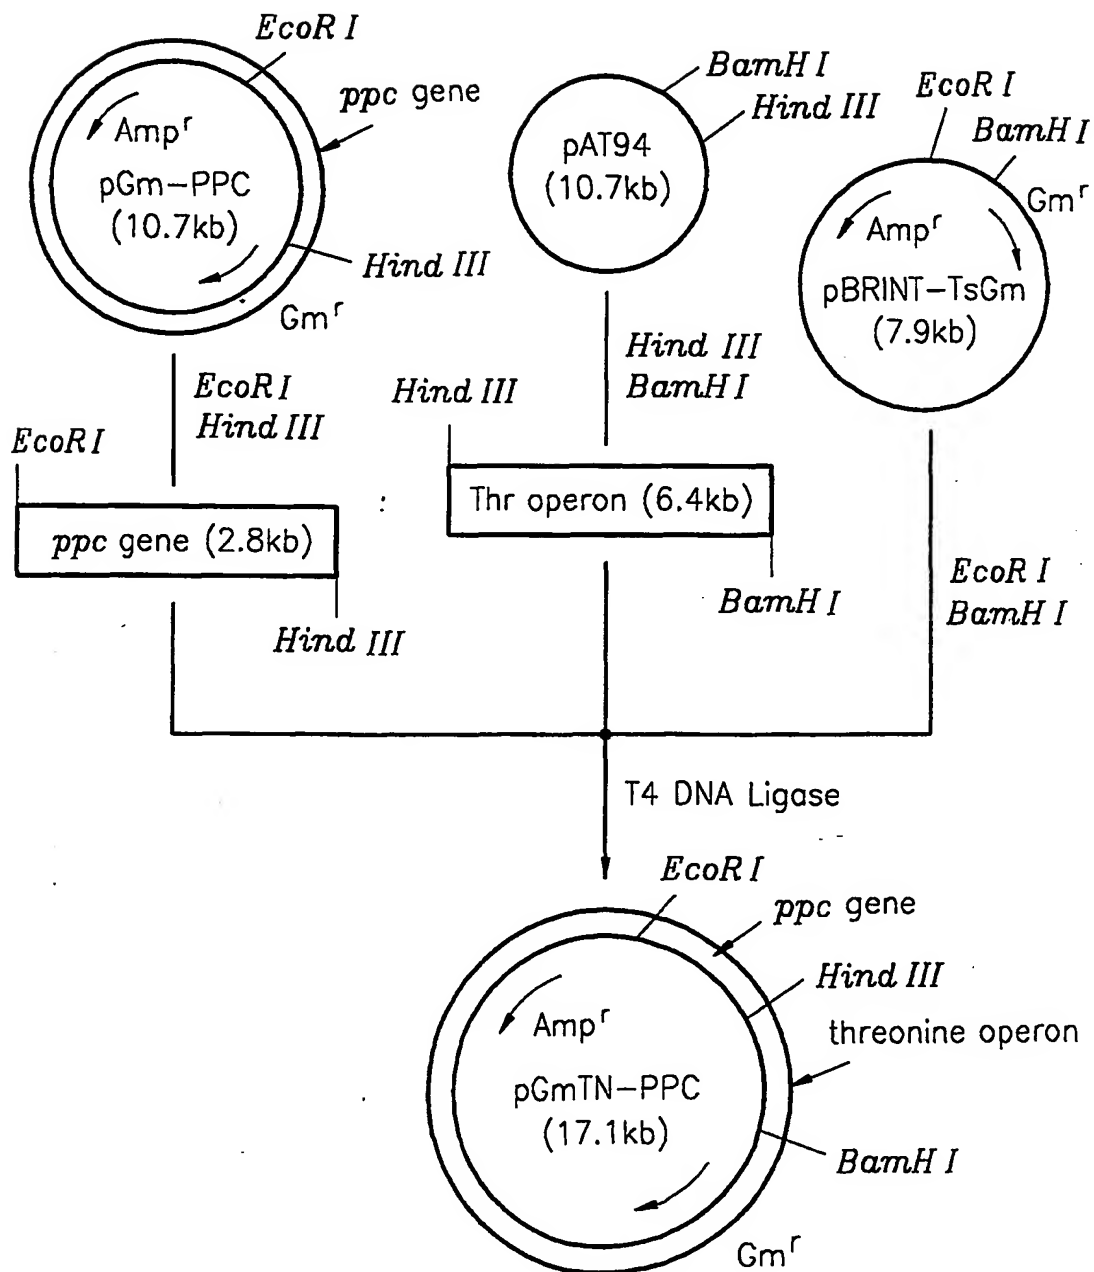 EcoR I
ppc gene
Amp^r
pGm-PPC
(10.7kb)
Hind III
Gm^r
BamH I
Hind III
pAT94
(10.7kb)
EcoR I
BamH I
Gm^r
Amp^r
pBRINT-TsGm
(7.9kb)
EcoR I
Hind III
EcoR I
ppc gene (2.8kb)
Hind III
Hind III
BamH I
Hind III
Thr operon (6.4kb)
BamH I
EcoR I
BamH I
T4 DNA Ligase
EcoR I
ppc gene
Hind III
threonine operon
Amp^r
pGmTN-PPC
(17.1kb)
BamH I
Gm^r